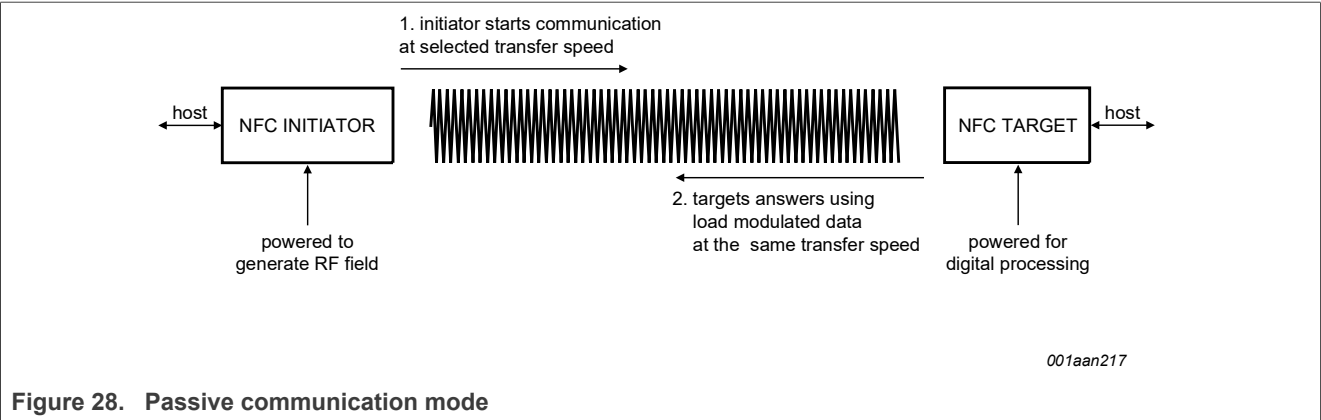 1. initiator starts communication
at selected transfer speed
host
NFC INITIATOR
NFC TARGET
host
2. targets answers using
load modulated data
at the same transfer speed
powered to
generate RF field
powered for
digital processing
001aan217
Figure 28. Passive communication mode